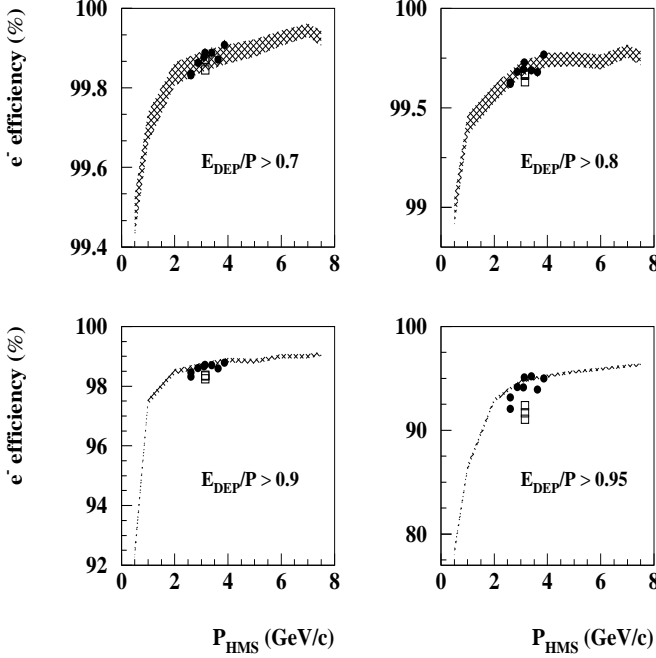 e⁻ efficiency (%)
100
99.8
99.6
99.4
0 2 4 6 8
E_DEP/P > 0.7
100
99.5
99
0 2 4 6 8
E_DEP/P > 0.8
e⁻ efficiency (%)
100
98
96
94
92
0 2 4 6 8
E_DEP/P > 0.9
P_HMS (GeV/c)
100
90
80
0 2 4 6 8
E_DEP/P > 0.95
P_HMS (GeV/c)